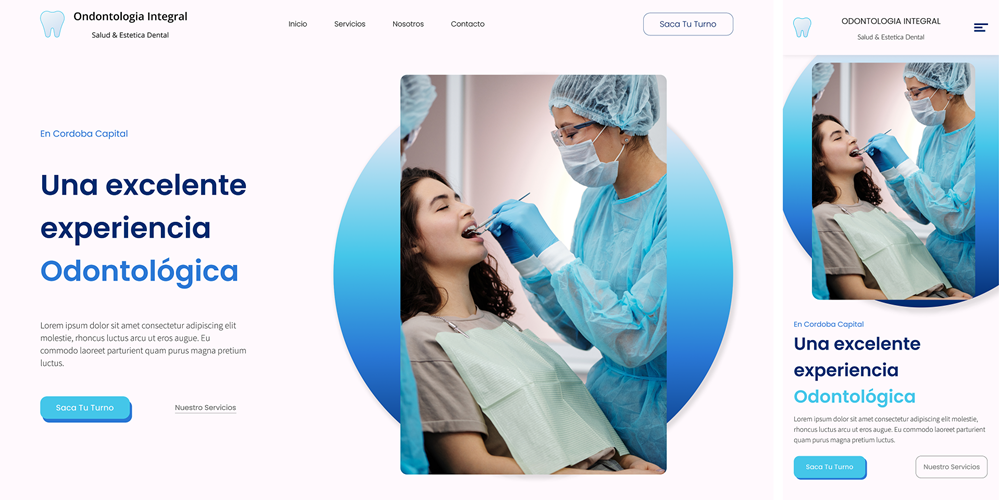 Ondontologia Integral
Salud & Estetica Dental
Inicio
Servicios
Nosotros
Contacto
Saca Tu Turno
En Cordoba Capital
Una excelente
experiencia
Odontológica
Lorem ipsum dolor sit amet consectetur adipiscing elit
molestie, rhoncus luctus arcu ut eros augue. Eu
commodo laoreet parturient quam purus magna pretium
luctus.
Saca Tu Turno
Nuestro Servicios
ODONTOLOGIA INTEGRAL
Salud & Estetica Dental
En Cordoba Capital
Una excelente
experiencia
Odontológica
Lorem ipsum dolor sit amet consectetur adipiscing elit molestie,
rhoncus luctus arcu ut eros augue. Eu commodo laoreet parturient
quam purus magna pretium luctus.
Saca Tu Turno
Nuestro Servicios